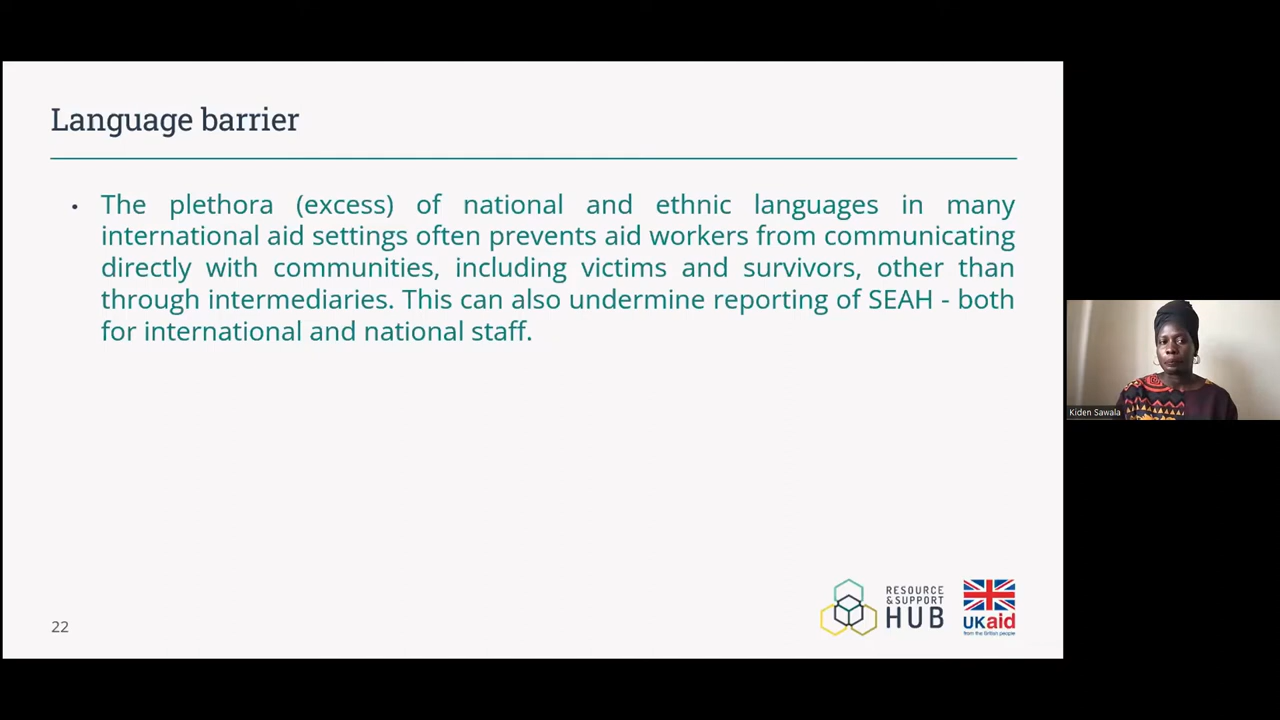 Language barrier
• The plethora (excess) of national and ethnic languages in many
international aid settings often prevents aid workers from communicating
directly with communities, including victims and survivors, other than
through intermediaries. This can also undermine reporting of SEAH - both
for international and national staff.
Kiden Sawala
RESOURCE
& SUPPORT
HUB
UKaid
from the British people
22